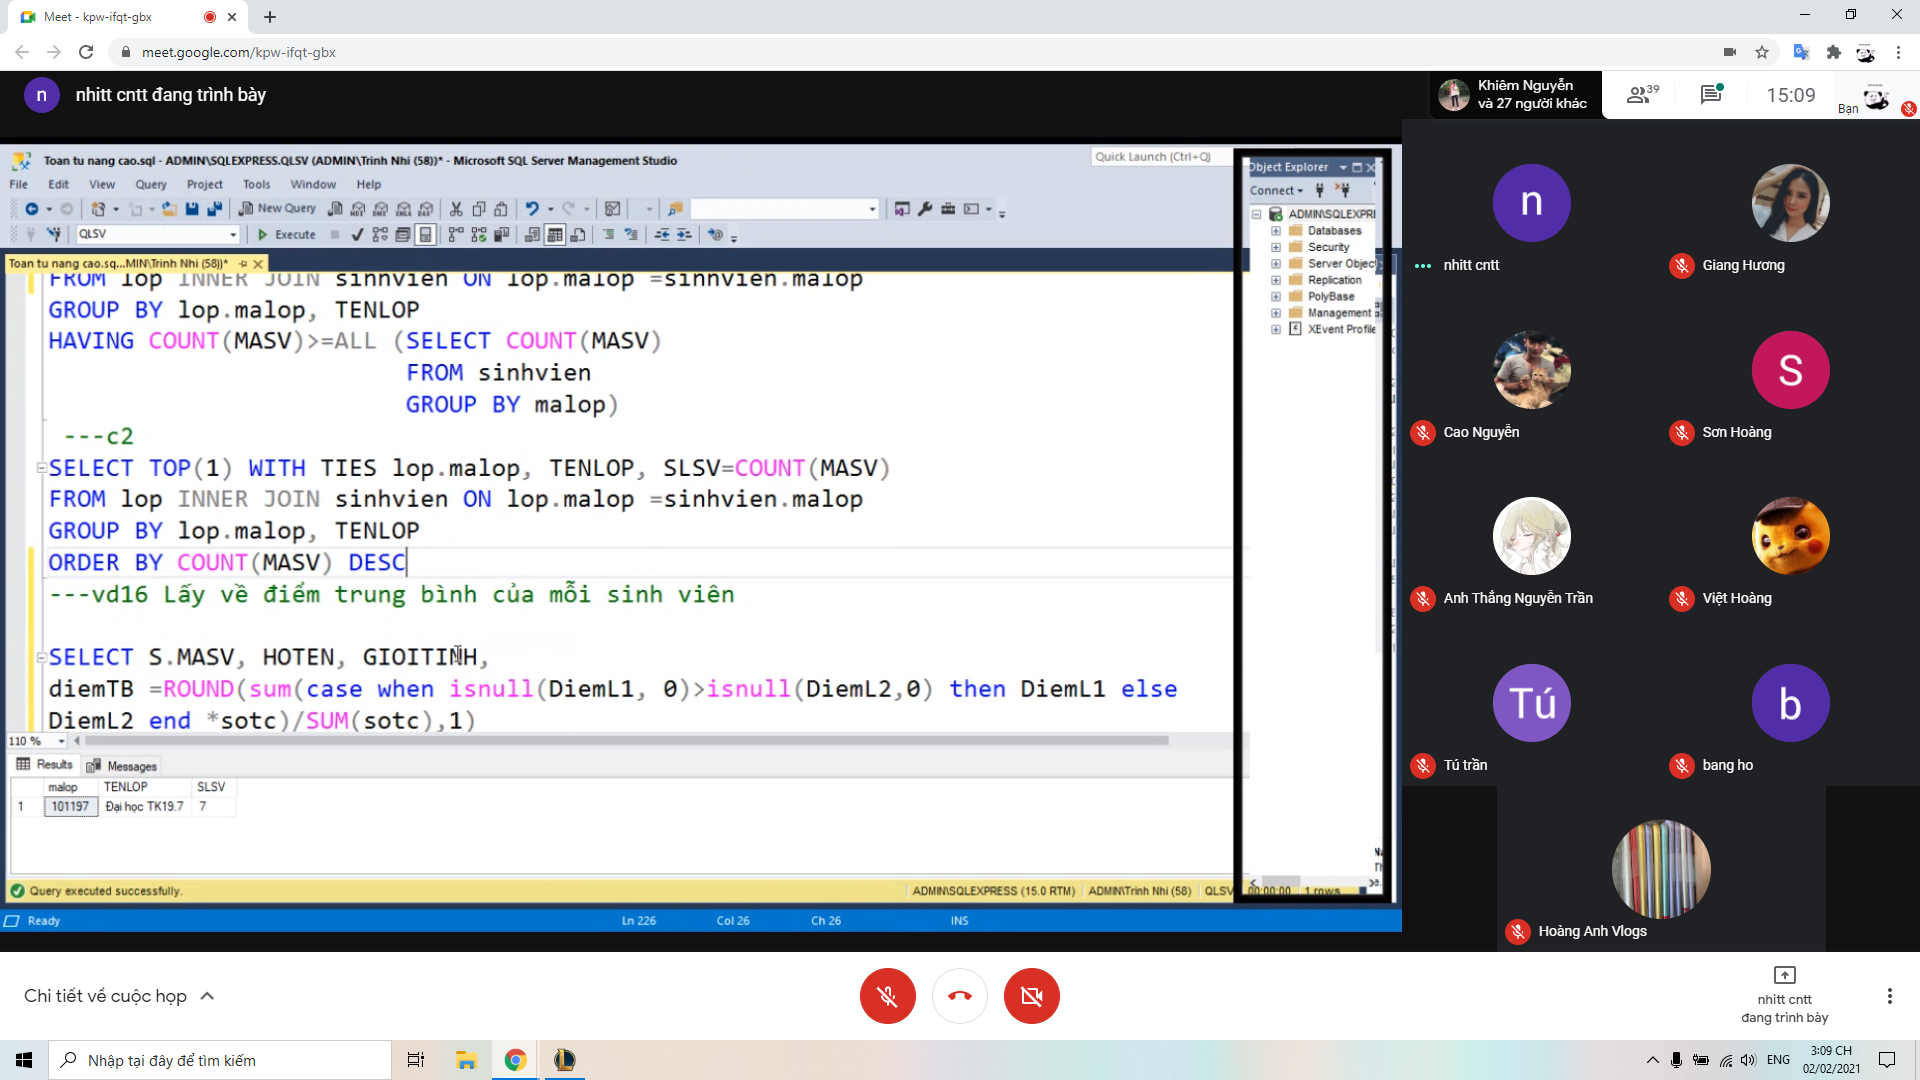 Meet - kpw-ifqt-gbx
meet.google.com/kpw-ifqt-gbx
n
nhitt cntt đang trình bày
Khiêm Nguyễn
và 27 người khác
39
15:09
Bạn
Toan tu nang cao.sql - ADMIN\SQLEXPRESS.QLSV (ADMIN\Trinh Nhi (58))* - Microsoft SQL Server Management Studio
Quick Launch (Ctrl+Q)
File Edit View Query Project Tools Window Help
New Query
QLSV
Execute
Toan tu nang cao.sq...MIN\Trinh Nhi (58))*
FROM lop INNER JOIN sinhvien ON lop.malop =sinhvien.malop
GROUP BY lop.malop, TENLOP
HAVING COUNT(MASV)>=ALL (SELECT COUNT(MASV)
FROM sinhvien
GROUP BY malop)
---c2
SELECT TOP(1) WITH TIES lop.malop, TENLOP, SLSV=COUNT(MASV)
FROM lop INNER JOIN sinhvien ON lop.malop =sinhvien.malop
GROUP BY lop.malop, TENLOP
ORDER BY COUNT(MASV) DESC
---vd16 Lấy về điểm trung bình của mỗi sinh viên
SELECT S.MASV, HOTEN, GIOITINH,
diemTB =ROUND(sum(case when isnull(DiemL1, 0)>isnull(DiemL2,0) then DiemL1 else
DiemL2 end *sotc)/SUM(sotc),1)
110 %
Results Messages
malop TENLOP SLSV
1 101197 Đại học TK19.7 7
Query executed successfully.
ADMIN\SQLEXPRESS (15.0 RTM) ADMIN\Trinh Nhi (58) QLSV 00:00:00 1 rows
Ready Ln 226 Col 26 Ch 26 INS
Object Explorer
Connect
ADMIN\SQLEXPRE
Databases
Security
Server Objec
Replication
PolyBase
Management
XEvent Profile
n
nhitt cntt
Giang Hương
Cao Nguyễn
S
Sơn Hoàng
Anh Thắng Nguyễn Trần
Việt Hoàng
Tú
Tú trần
b
bang ho
Hoàng Anh Vlogs
Chi tiết về cuộc họp
nhitt cntt
đang trình bày
Nhập tại đây để tìm kiếm
ENG
3:09 CH
02/02/2021